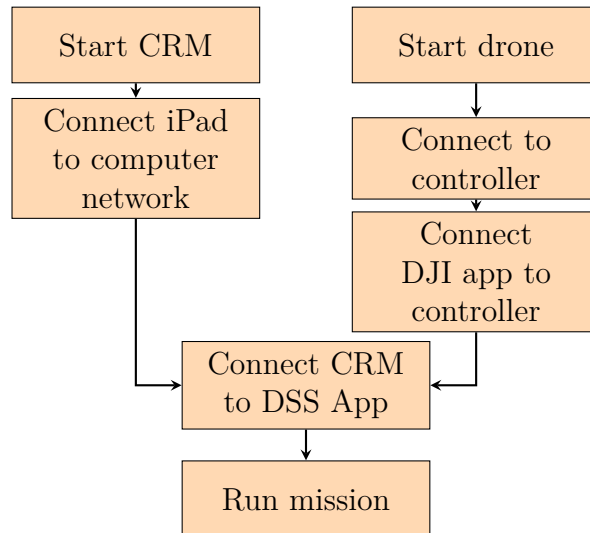 Start CRM
Connect iPad
to computer
network
Start drone
Connect to
controller
Connect
DJI app to
controller
Connect CRM
to DSS App
Run mission